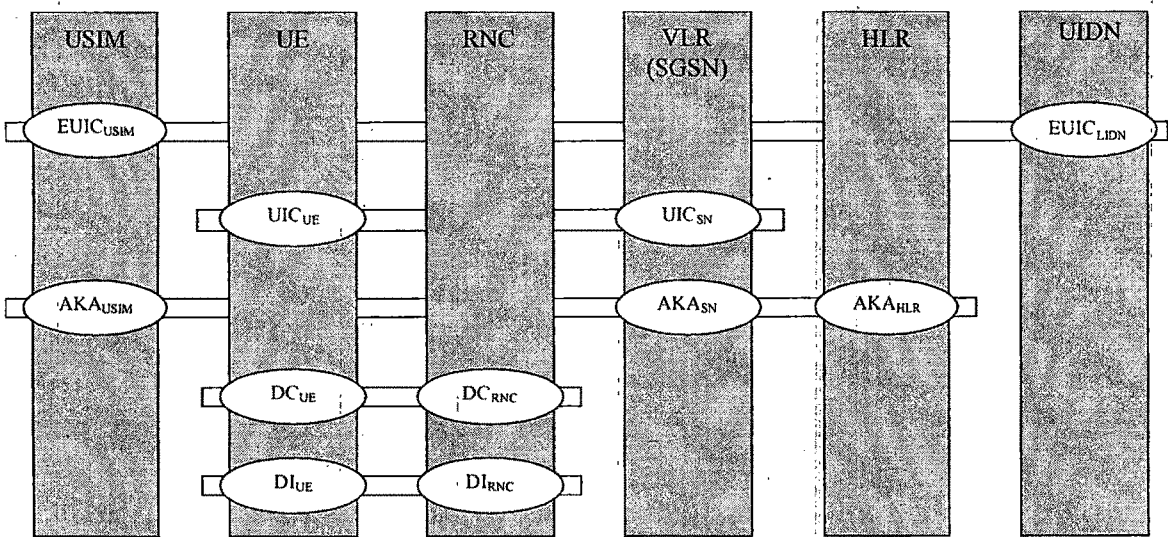 USIM UE RNC VLR HLR UIDN
(SGSN)
EUICUSIM EUICLIDN
UICUE UICSN
AKAUSIM AKASN AKAHLR
DCUE DCRNC
DIUE DIRNC